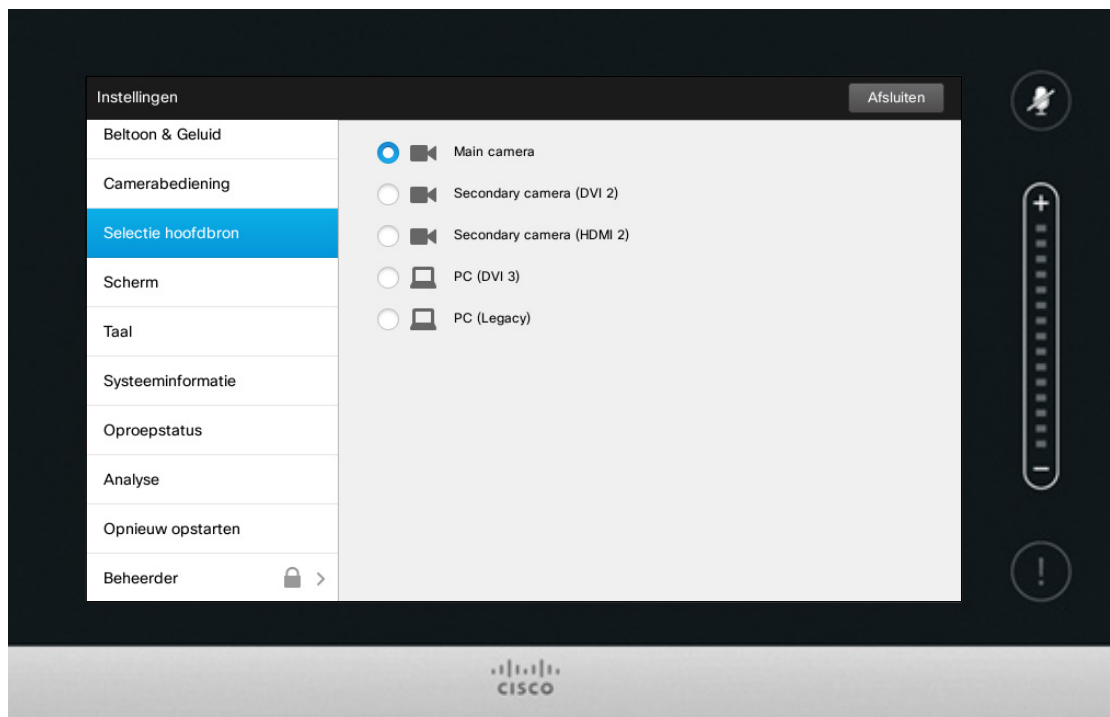 Instellingen
Afsluiten
Beltoon & Geluid
Camerabediening
Selectie hoofdbron
Scherm
Taal
Systeeminformatie
Oproepstatus
Analyse
Opnieuw opstarten
Beheerder
Main camera
Secondary camera (DVI 2)
Secondary camera (HDMI 2)
PC (DVI 3)
PC (Legacy)
+
−
!
CISCO